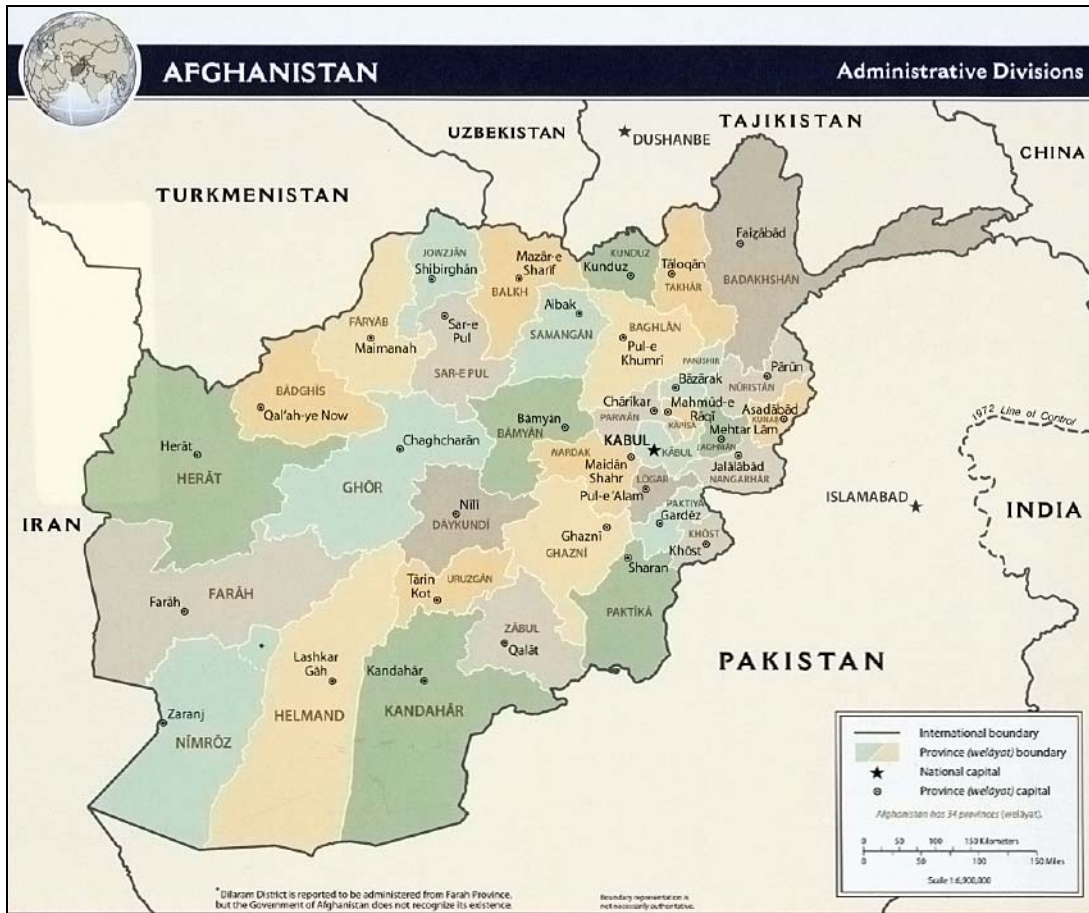 AFGHANISTAN
Administrative Divisions
UZBEKISTAN
DUSHANBE
TAJIKISTAN
CHINA
TURKMENISTAN
JOWZJĀN
Shibirghān
Mazār-e
Sharīf
BALKH
KUNDUZ
Kunduz
Tāloqān
TAKHĀR
Faiẕābād
BADAKHSHĀN
FĀRYĀB
Maimanah
Sar-e
Pul
SAR-E PUL
Aibak
SAMANGĀN
BAGHLĀN
Pul-e
Khumrī
PANJSHIR
Bāzārak
NŪRISTĀN
Pārūn
BĀDGHĪS
Qal‘ah-ye Now
Chārīkār
PARWĀN
Mahmūd-e
Rāqī
KĀPĪSA
Asadābād
KUNAR
Mehtar Lām
LAGHMĀN
1972 Line of Control
Herāt
HERĀT
Chaghcharān
GHŌR
Bāmyān
BĀMYĀN
KABUL
KĀBUL
WARDAK
Maidān
Shahr
Jalālābād
NANGARHĀR
LŌGAR
Pul-e ‘Alam
ISLAMABAD
INDIA
IRAN
Nīlī
DĀYKUNDĪ
Ghaznī
GHAZNĪ
PAKTIYĀ
Gardēz
KHŌST
Khōst
Sharan
PAKTĪKĀ
Farāh
FARĀH
Tārīn
Kot
URUZGĀN
ZĀBUL
Qalāt
PAKISTAN
Lashkar
Gāh
HELMAND
Kandahār
KANDAHĀR
Zaranj
NĪMRŌZ
*
International boundary
Province (welāyat) boundary
National capital
Province (welāyat) capital
Afghanistan has 34 provinces (welāyat).
0 50 100 150 Kilometers
0 50 100 150 Miles
Scale 1:6,900,000
* Dilaram District is reported to be administered from Farah Province,
but the Government of Afghanistan does not recognize its existence.
Boundary representation is
not necessarily authoritative.